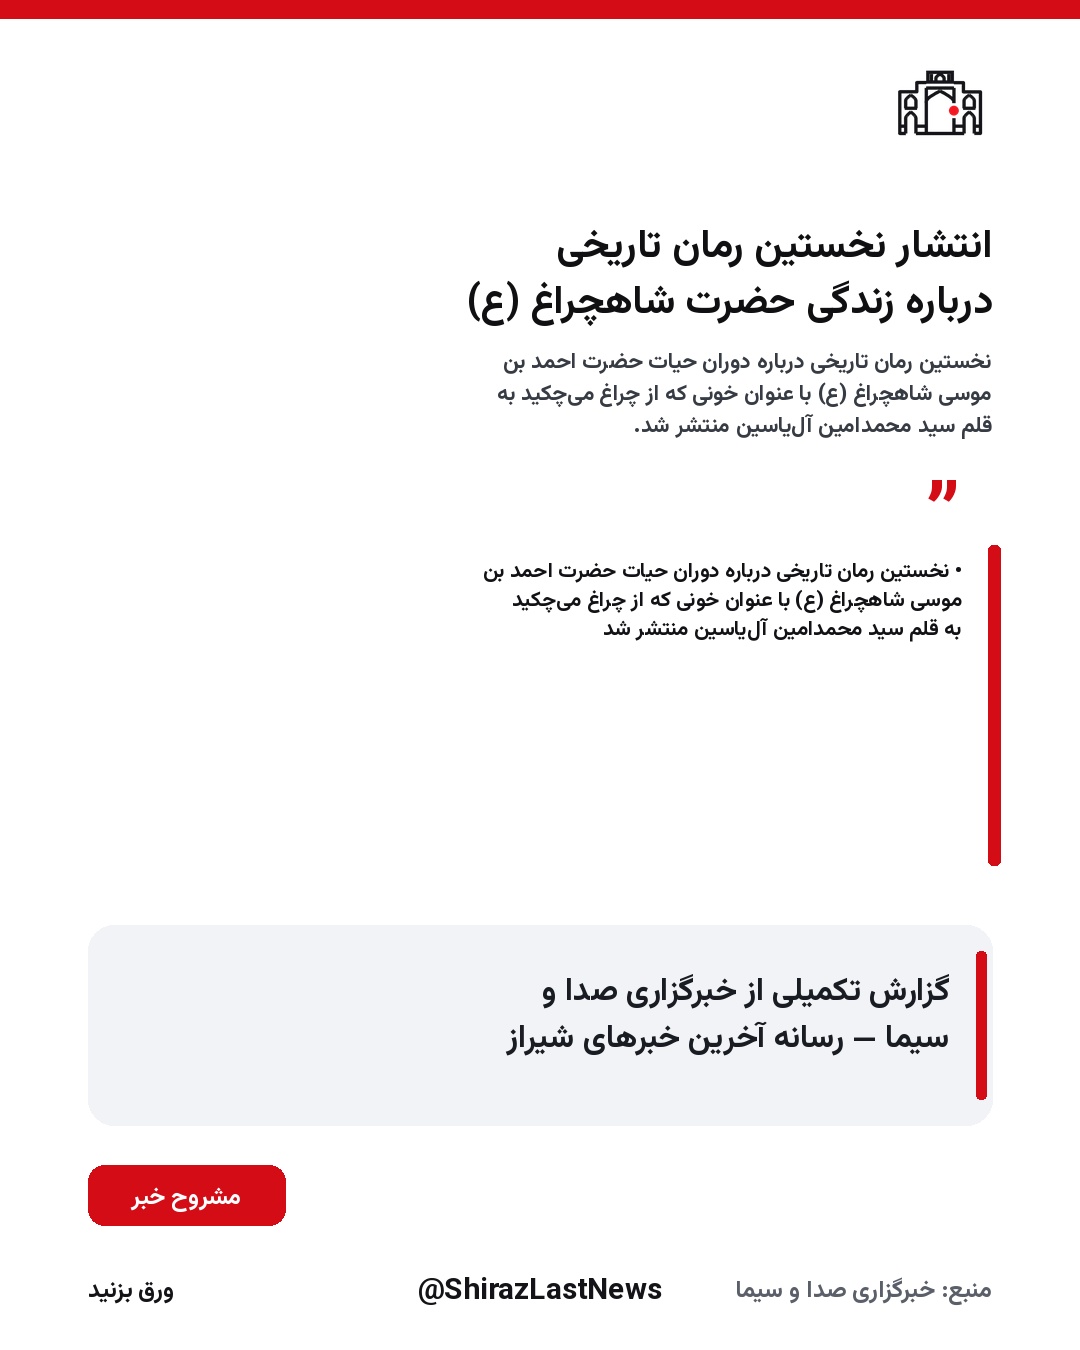 انتشار نخستین رمان تاریخی
درباره زندگی حضرت شاهچراغ (ع)
نخستین رمان تاریخی درباره دوران حیات حضرت احمد بن
موسی شاهچراغ (ع) با عنوان خونی که از چراغ می‌چکید به
قلم سید محمدامین آل‌یاسین منتشر شد.
”
• نخستین رمان تاریخی درباره دوران حیات حضرت احمد بن
موسی شاهچراغ (ع) با عنوان خونی که از چراغ می‌چکید
به قلم سید محمدامین آل‌یاسین منتشر شد
گزارش تکمیلی از خبرگزاری صدا و
سیما – رسانه آخرین خبرهای شیراز
مشروح خبر
منبع: خبرگزاری صدا و سیما
@ShirazLastNews
ورق بزنید